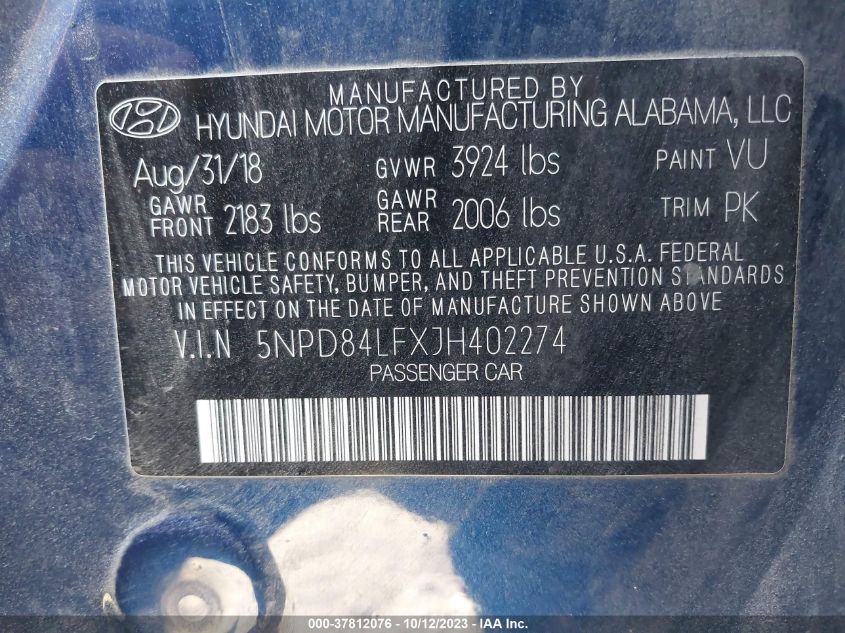 MANUFACTURED BY
HYUNDAI MOTOR MANUFACTURING ALABAMA, LLC
Aug/31/18 GVWR 3924 lbs PAINT VU
GAWR FRONT 2183 lbs GAWR REAR 2006 lbs TRIM PK
THIS VEHICLE CONFORMS TO ALL APPLICABLE U.S.A. FEDERAL
MOTOR VEHICLE SAFETY, BUMPER, AND THEFT PREVENTION STANDARDS
IN EFFECT ON THE DATE OF MANUFACTURE SHOWN ABOVE
V.I.N 5NPD84LFXJH402274
PASSENGER CAR
000-37812076 - 10/12/2023 - IAA Inc.